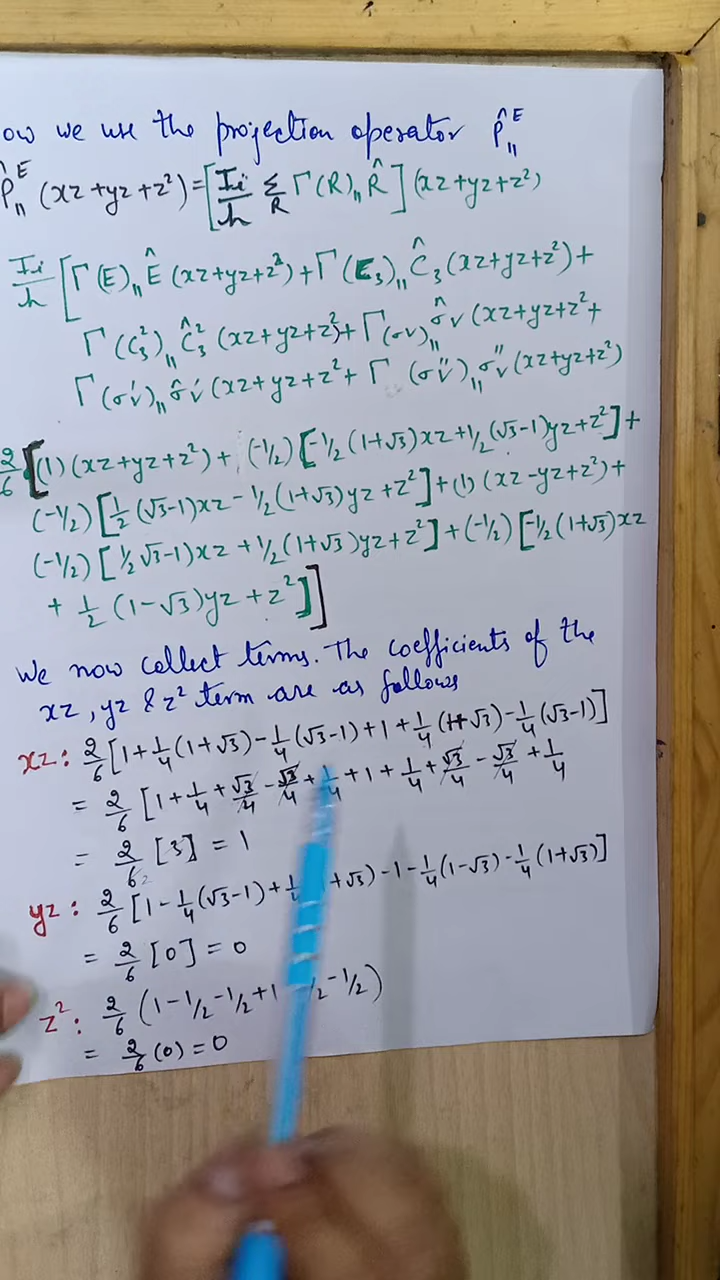 ow we use the projection operator P̂₁₁ᴱ
P̂₁₁ᴱ (xz+yz+z²) = [Ii/h Σ_R Γ(R)₁₁ R̂] (xz+yz+z²)
Ii/h [Γ(E)₁₁ Ê (xz+yz+z²) + Γ(C₃)₁₁ Ĉ₃ (xz+yz+z²) +
Γ(C₃²)₁₁ Ĉ₃² (xz+yz+z²) + Γ(σv)₁₁ σ̂v (xz+yz+z² +
Γ(σv́)₁₁ σ̂v́ (xz+yz+z² + Γ (σv̋)₁₁ σv̋ (xz+yz+z²)
2/6 [(1) (xz+yz+z²) + (-1/2) [-1/2 (1+√3)xz + 1/2 (√3-1)yz + z²] +
(-1/2) [1/2 (√3-1)xz - 1/2 (1+√3)yz + z²] + (1) (xz-yz+z²) +
(-1/2) [1/2 √3-1)xz + 1/2 (1+√3)yz + z²] + (-1/2) [-1/2 (1+√3)xz
+ 1/2 (1-√3)yz + z²]]
We now collect terms. The coefficients of the
xz, yz & z² term are as follows
xz: 2/6 [1 + 1/4 (1+√3) - 1/4 (√3-1) + 1 + 1/4 (1+√3) - 1/4 (√3-1)]
= 2/6 [1 + 1/4 + √3/4 - √3/4 + 1/4 + 1 + 1/4 + √3/4 - √3/4 + 1/4
= 2/6 [3] = 1
yz: 2/6 [1 - 1/4 (√3-1) + +√3) - 1 - 1/4 (1-√3) - 1/4 (1+√3)]
= 2/6 [0] = 0
z²: 2/6 (1 - 1/2 - 1/2 + 1 - 1/2)
= 2/6 (0) = 0